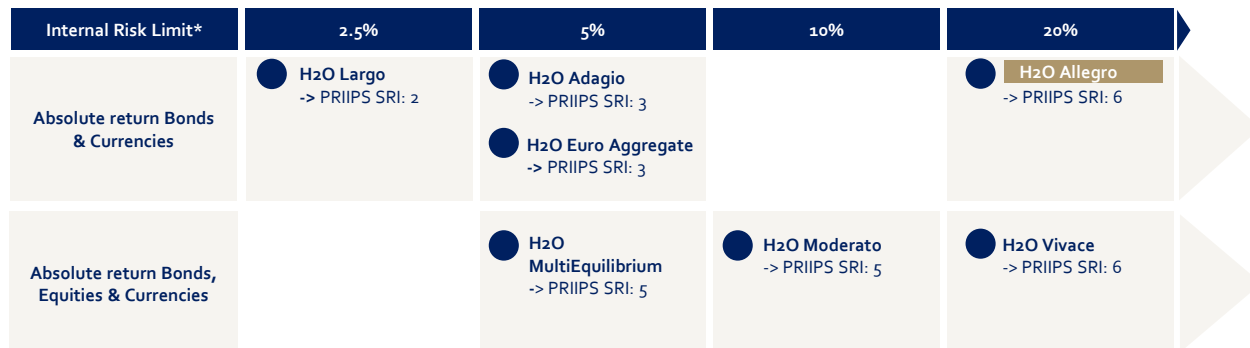 Internal Risk Limit*
2.5%
5%
10%
20%
Absolute return Bonds
& Currencies
H2O Largo
-> PRIIPS SRI: 2
H2O Adagio
-> PRIIPS SRI: 3
H2O Euro Aggregate
-> PRIIPS SRI: 3
H2O Allegro
-> PRIIPS SRI: 6
Absolute return Bonds,
Equities & Currencies
H2O
MultiEquilibrium
-> PRIIPS SRI: 5
H2O Moderato
-> PRIIPS SRI: 5
H2O Vivace
-> PRIIPS SRI: 6